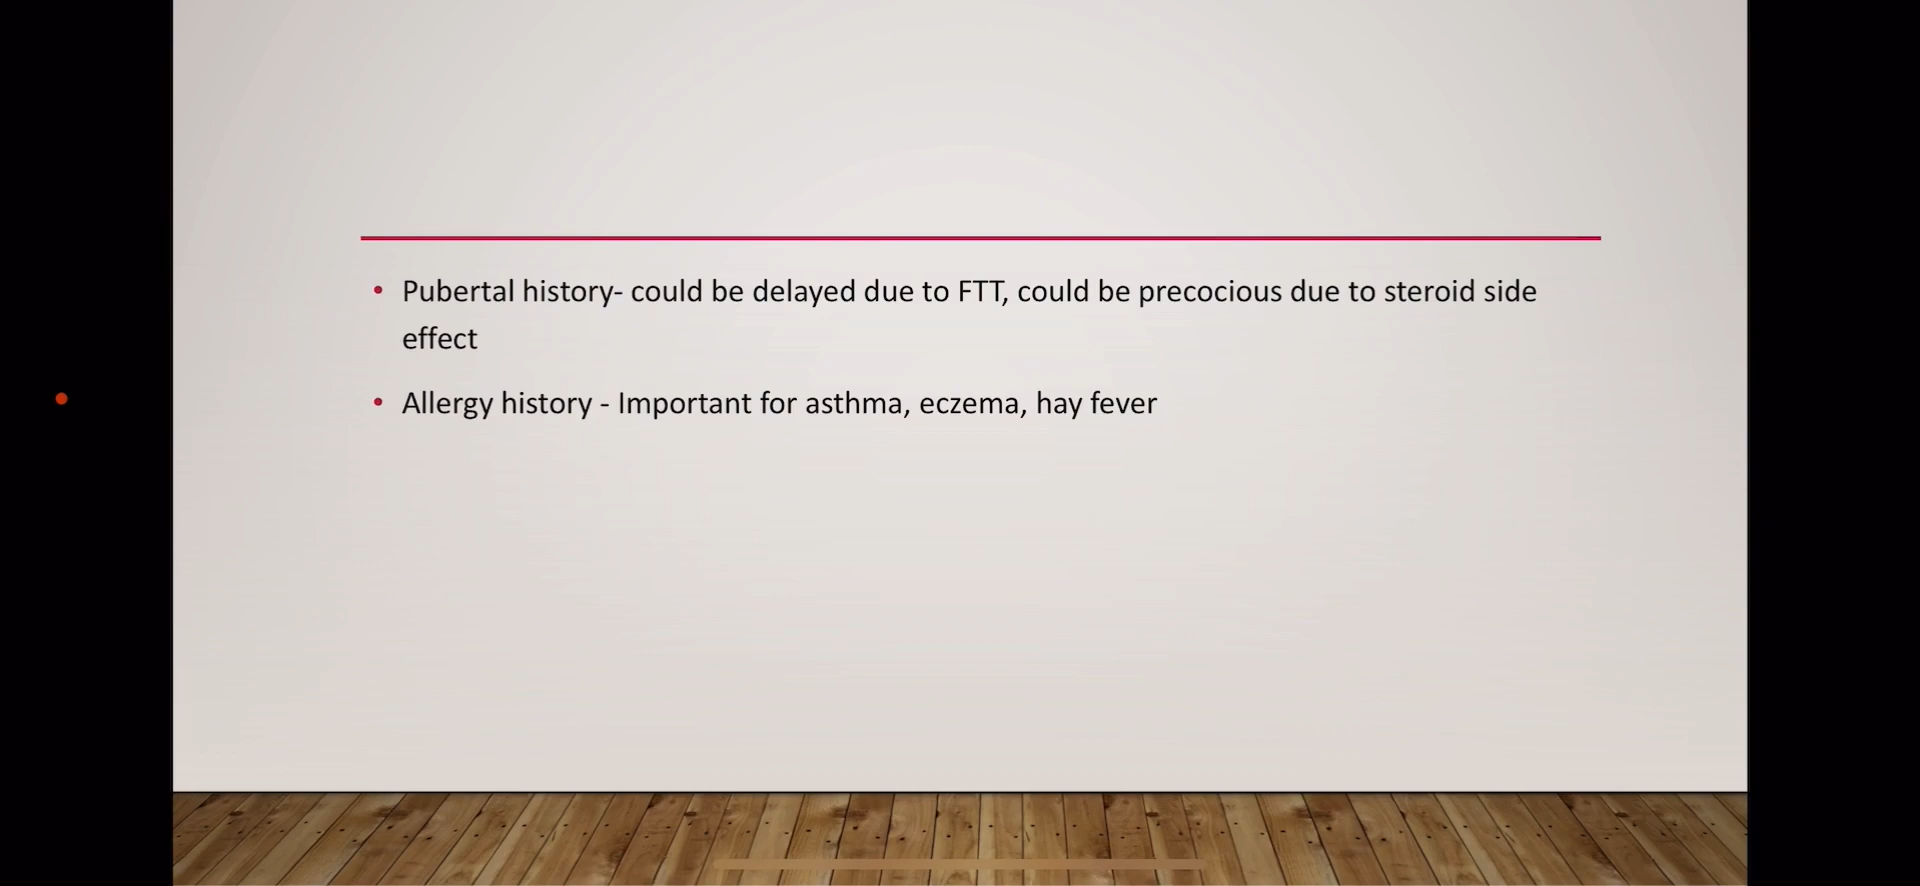 • Pubertal history- could be delayed due to FTT, could be precocious due to steroid side
effect
• Allergy history - Important for asthma, eczema, hay fever